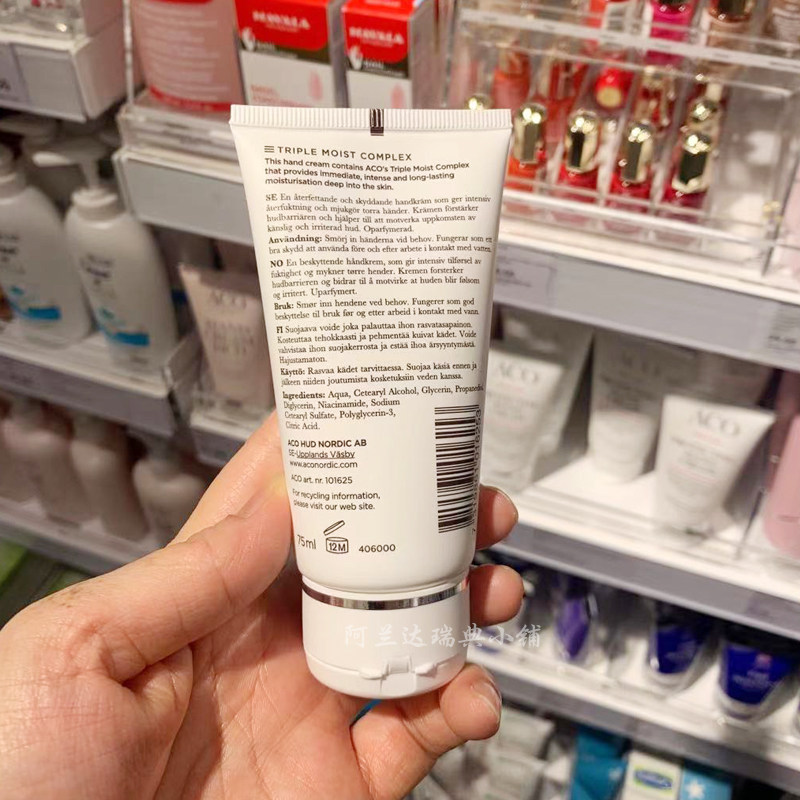 MAVALA
MAVALA
TRIPLE MOIST COMPLEX
This hand cream contains ACO's Triple Moist Complex
that provides immediate, intense and long-lasting
moisturisation deep into the skin.
SE En återfettande och skyddande handkräm som ger intensiv
återfuktning och mjukgör torra händer. Krämen förstärker
hudbarriären och hjälper till att motverka uppkomsten av
känslig och irriterad hud. Oparfymerad.
Användning: Smörj in händerna vid behov. Fungerar som ett
bra skydd att använda före och efter arbete i kontakt med vatten.
NO En beskyttende håndkrem, som gir intensiv tilførsel av
fuktighet og mykner tørre hender. Kremen forsterker
hudbarrieren og bidrar til å motvirke at huden blir følsom
og irritert. Uparfymert.
Bruk: Smør inn hendene ved behov. Fungerer som god
beskyttelse til bruk før og etter arbeid i kontakt med vann.
FI Suojaava voide joka palauttaa ihon rasvatasapainon.
Kosteuttaa tehokkaasti ja pehmentää kuivat kädet. Voide
vahvistaa ihon suojakerrosta ja estää ihoa ärsyyntymästä.
Hajustamaton.
Käyttö: Rasvaa kädet tarvittaessa. Suojaa käsiä ennen ja
jälkeen niiden joutumista kosketuksiin veden kanssa.
Ingredients: Aqua, Cetearyl Alcohol, Glycerin, Propanediol,
Diglycerin, Niacinamide, Sodium
Cetearyl Sulfate, Polyglycerin-3,
Citric Acid.
ACO HUD NORDIC AB
SE-Upplands Väsby
www.aconordic.com
ACO art. nr. 101625
For recycling information,
please visit our web site.
75ml
12M
406000
阿兰达瑞典小铺
ACO
ACO
ACO